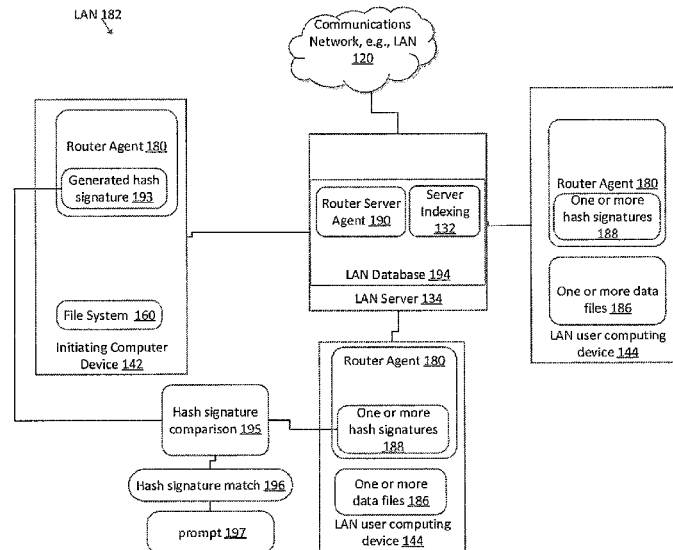 LAN 182
Communications
Network, e.g., LAN
120
Router Agent 180
Generated hash
signature 193
File System 160
Initiating Computer
Device 142
Router Server
Agent 190
Server
Indexing
132
LAN Database 194
LAN Server 134
Router Agent 180
One or more
hash signatures
188
One or more data
files 186
LAN user computing
device 144
Router Agent 180
One or more
hash signatures
188
One or more
data files 186
LAN user computing
device 144
Hash signature
comparison 195
Hash signature match 196
prompt 197